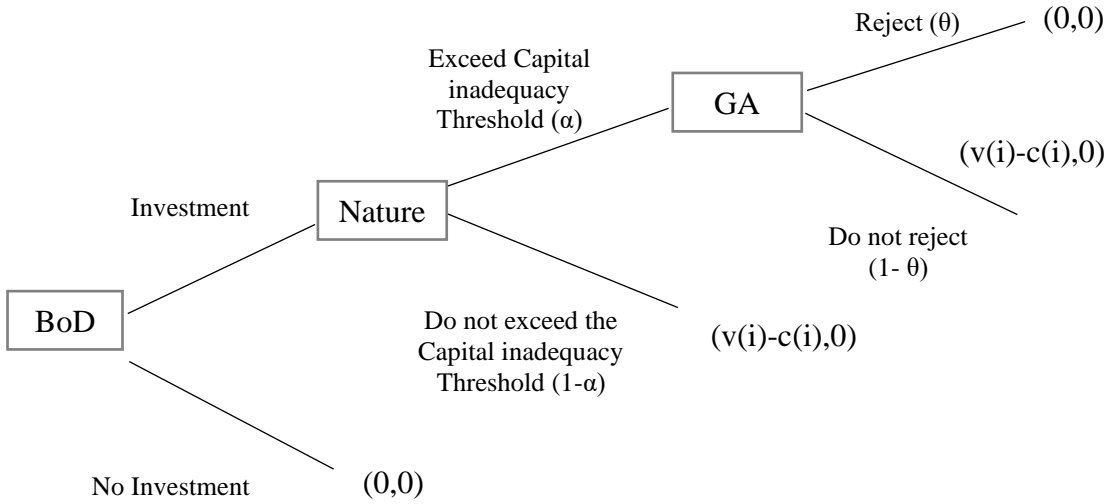 Reject (θ)
(0,0)
Exceed Capital
inadequacy
Threshold (α)
GA
(v(i)-c(i),0)
Investment
Nature
Do not reject
(1- θ)
BoD
Do not exceed the
Capital inadequacy
Threshold (1-α)
(v(i)-c(i),0)
No Investment
(0,0)